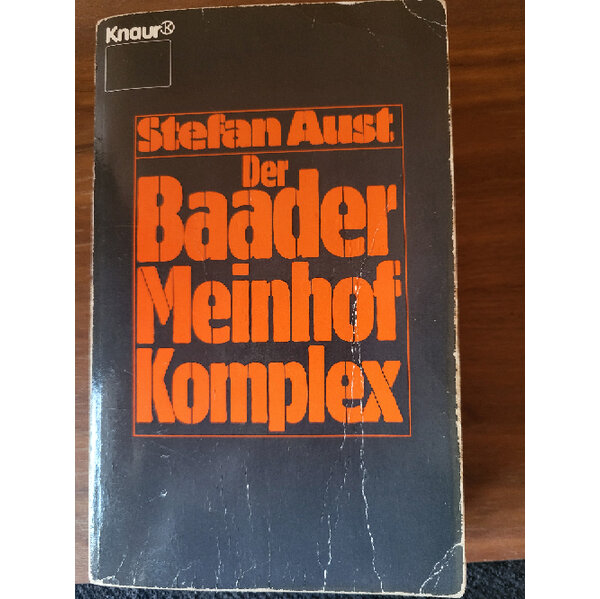 Knaur K
Stefan Aust
Der
Baader
Meinhof
Komplex